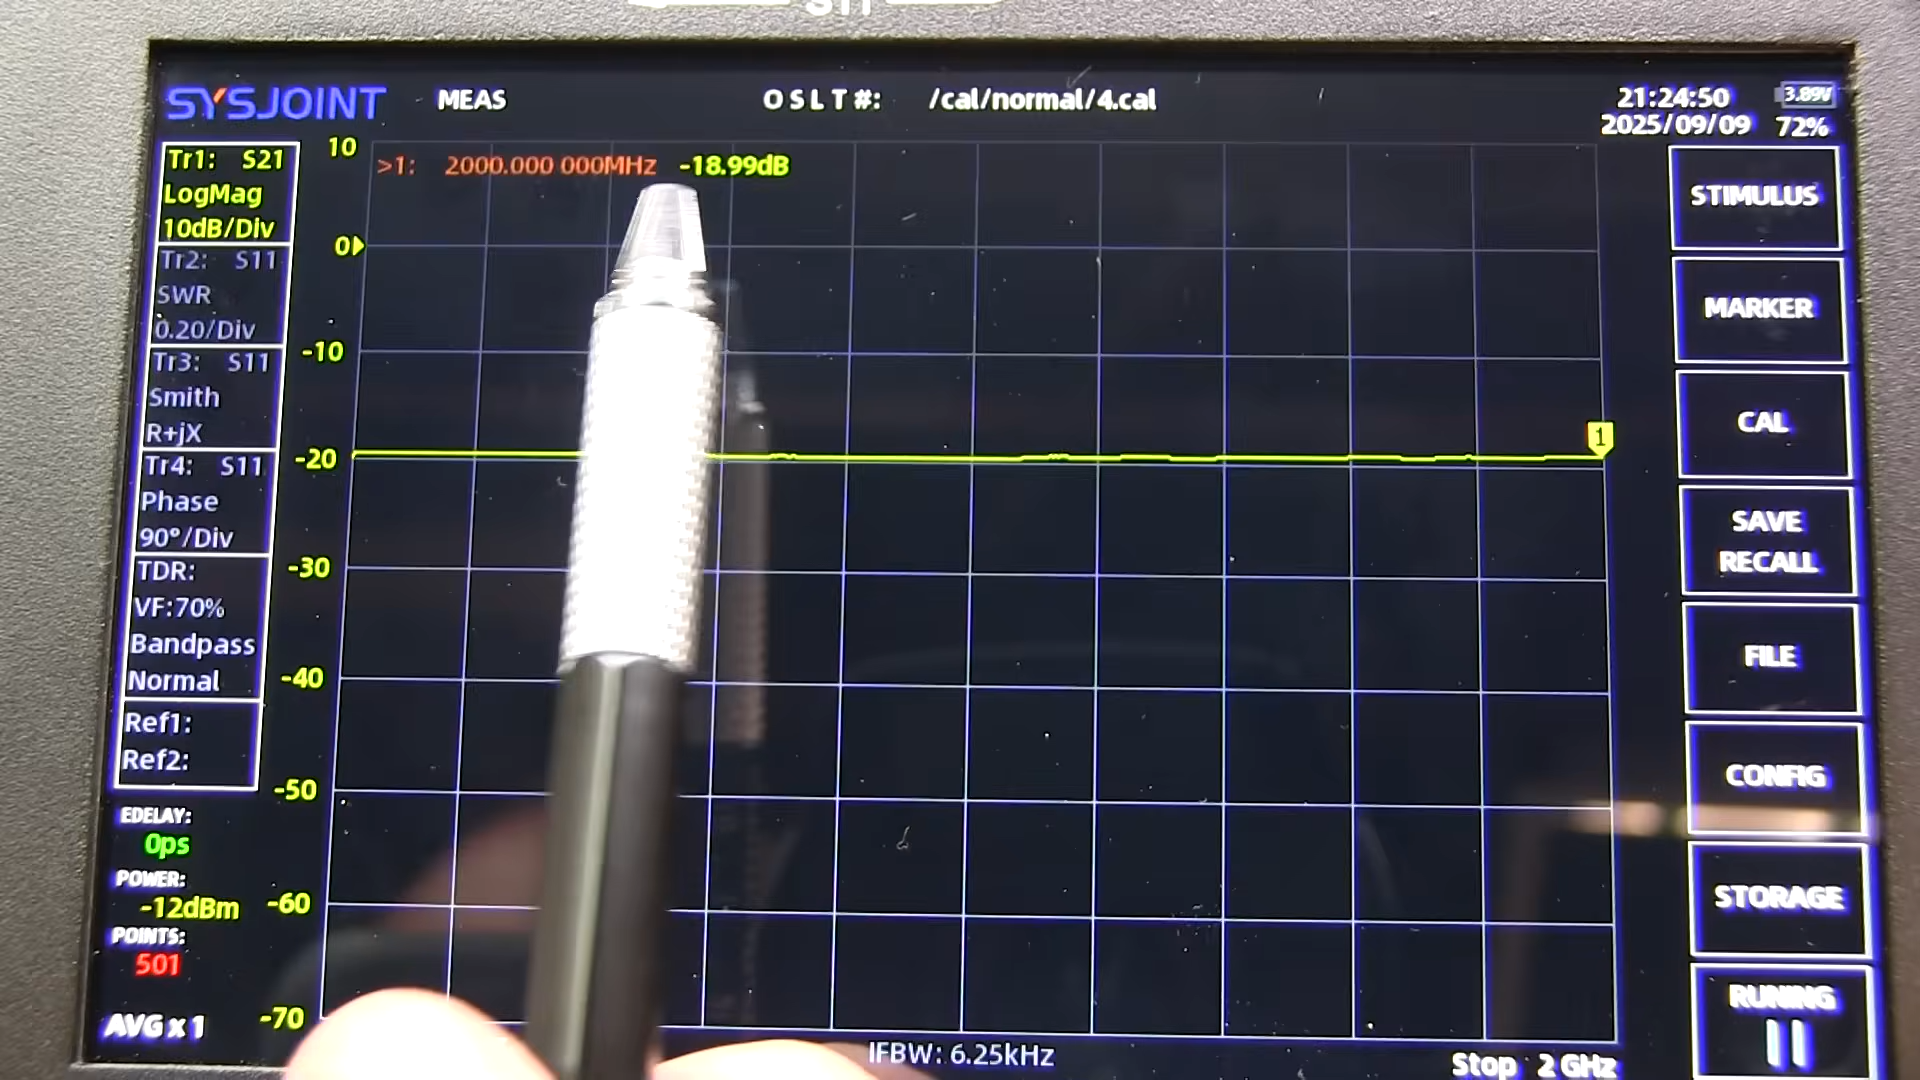 S11
SYSJOINT MEAS O S L T #: /cal/normal/4.cal 21:24:50 3.89V
2025/09/09 72%
Tr1: S21
LogMag
10dB/Div
Tr2: S11
SWR
0.20/Div
Tr3: S11
Smith
R+jX
Tr4: S11
Phase
90°/Div
TDR:
VF:70%
Bandpass
Normal
Ref1:
Ref2:
EDELAY:
0ps
POWER:
-12dBm
POINTS:
501
AVG x 1
10
0
-10
-20
-30
-40
-50
-60
-70
>1: 2000.000 000MHz -18.99dB
1
IFBW: 6.25kHz
Stop 2 GHz
STIMULUS
MARKER
CAL
SAVE
RECALL
FILE
CONFIG
STORAGE
RUNING